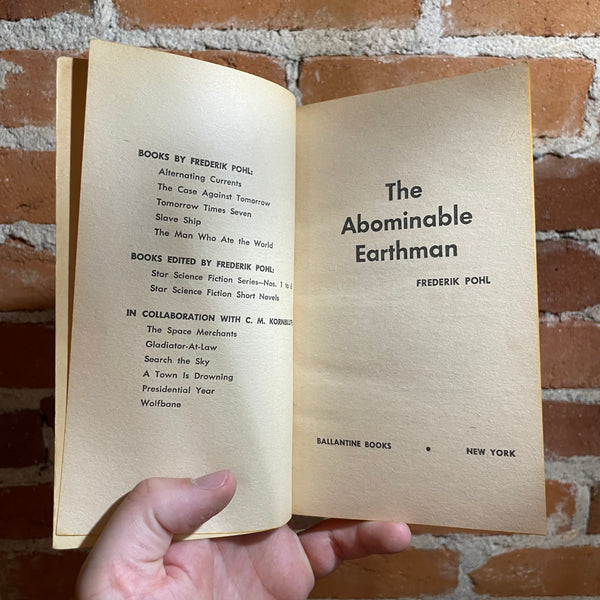 BOOKS BY FREDERIK POHL:
Alternating Currents
The Case Against Tomorrow
Tomorrow Times Seven
Slave Ship
The Man Who Ate the World
BOOKS EDITED BY FREDERIK POHL:
Star Science Fiction Series—Nos. 1 to
Star Science Fiction Short Novels
IN COLLABORATION WITH C. M.
The Space Merchants
Gladiator-At-Law
Search the Sky
A Town Is Drowning
Presidential Year
Wolfbane
The
Abominable
Earthman
FREDERIK POHL
BALLANTINE BOOKS • NEW YORK